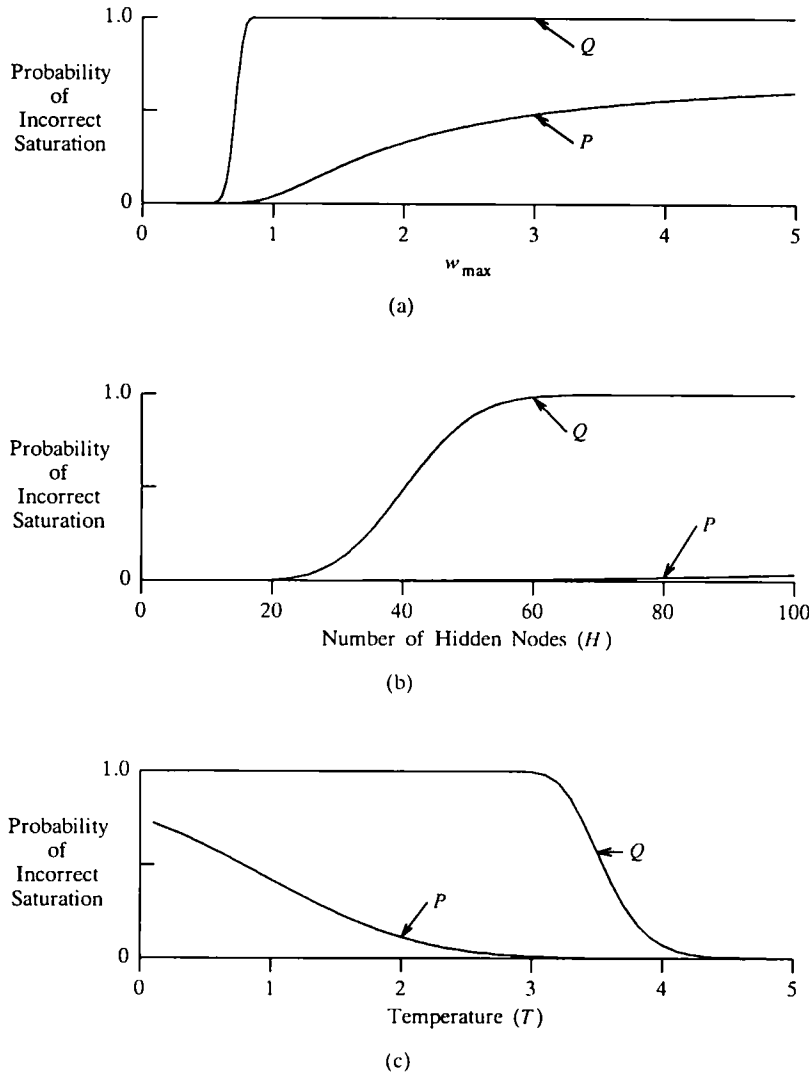 1.0
Probability
of
Incorrect
Saturation
0
Q
P
0 1 2 3 4 5
w max
(a)
1.0
Probability
of
Incorrect
Saturation
0
Q
P
0 20 40 60 80 100
Number of Hidden Nodes (H)
(b)
1.0
Probability
of
Incorrect
Saturation
0
Q
P
0 1 2 3 4 5
Temperature (T)
(c)